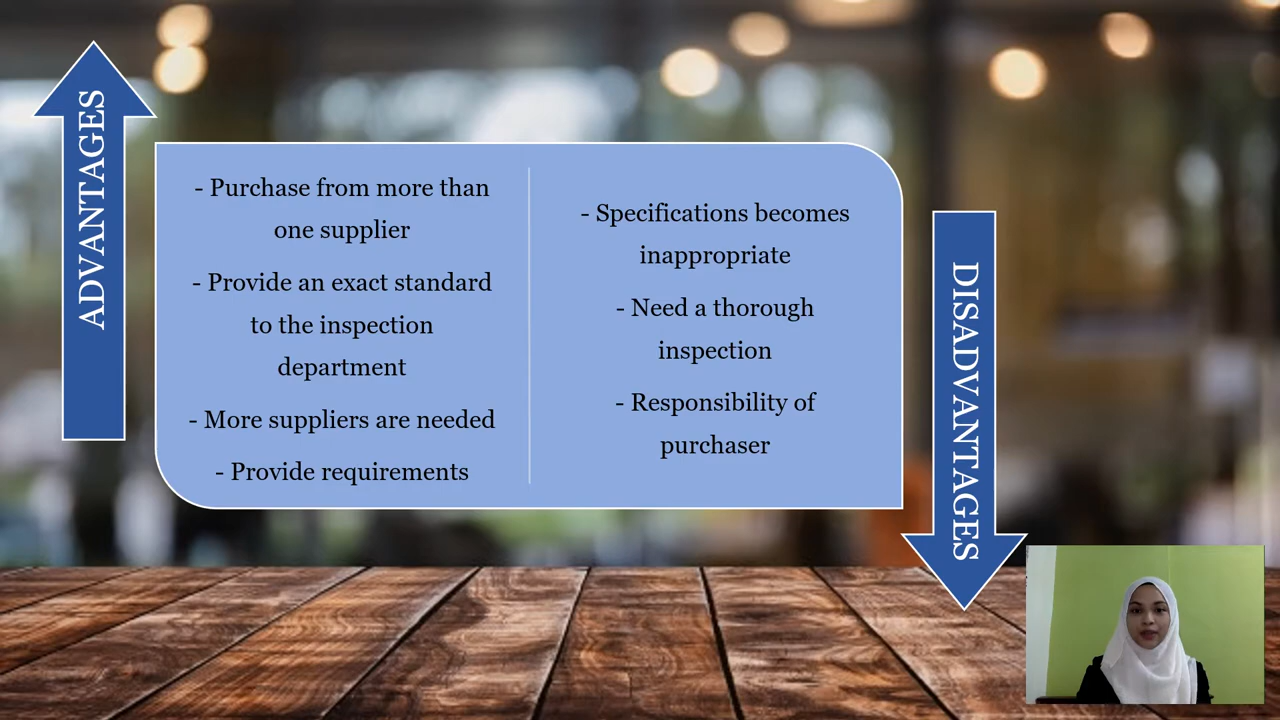 ADVANTAGES
- Purchase from more than
one supplier
- Provide an exact standard
to the inspection
department
- More suppliers are needed
- Provide requirements
- Specifications becomes
inappropriate
- Need a thorough
inspection
- Responsibility of
purchaser
DISADVANTAGES